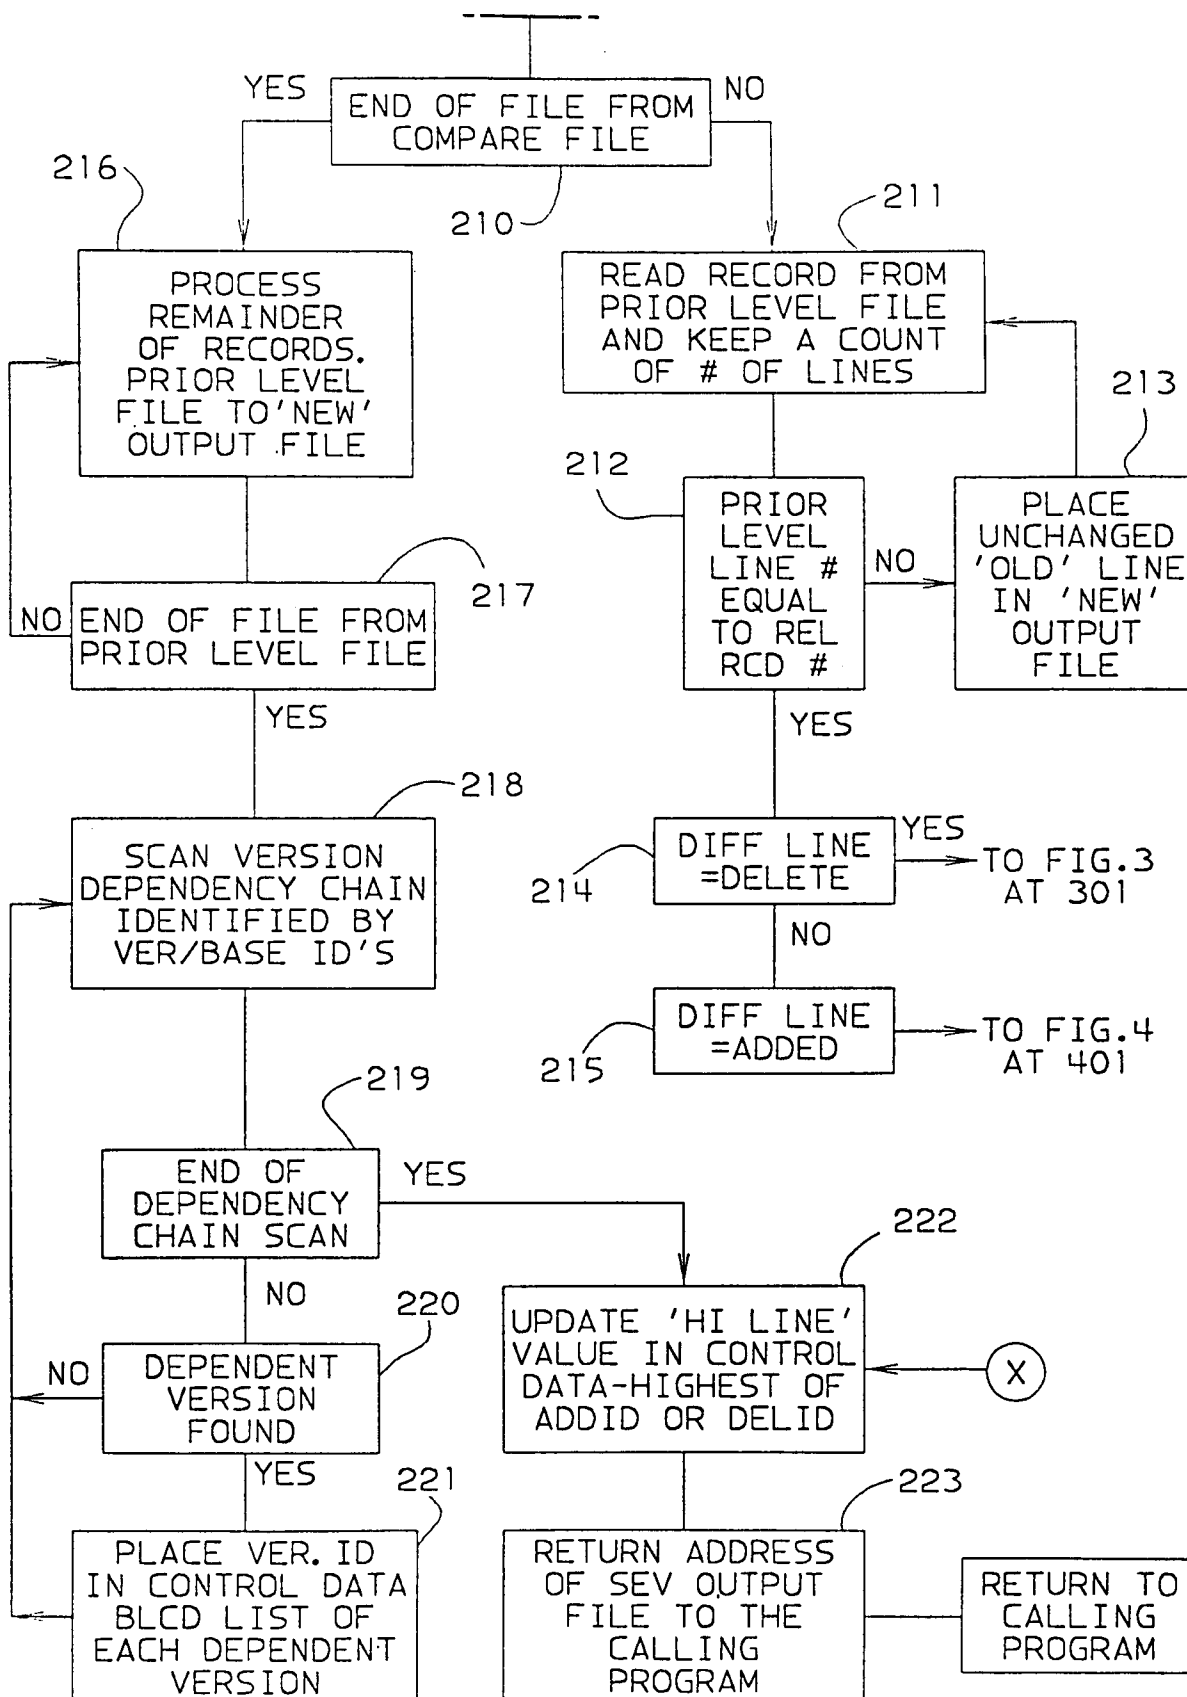 YES
NO
END OF FILE FROM
COMPARE FILE
216
210
211
PROCESS
REMAINDER
OF RECORDS.
PRIOR LEVEL
FILE TO'NEW'
OUTPUT FILE
READ RECORD FROM
PRIOR LEVEL FILE
AND KEEP A COUNT
OF # OF LINES
213
212
PRIOR
LEVEL
LINE #
EQUAL
TO REL
RCD #
NO
PLACE
UNCHANGED
'OLD' LINE
IN 'NEW'
OUTPUT
FILE
217
NO
END OF FILE FROM
PRIOR LEVEL FILE
YES
YES
218
SCAN VERSION
DEPENDENCY CHAIN
IDENTIFIED BY
VER/BASE ID'S
214
DIFF LINE
=DELETE
YES
TO FIG.3
AT 301
NO
215
DIFF LINE
=ADDED
TO FIG.4
AT 401
219
END OF
DEPENDENCY
CHAIN SCAN
YES
NO
222
220
UPDATE 'HI LINE'
VALUE IN CONTROL
DATA-HIGHEST OF
ADDID OR DELID
X
NO
DEPENDENT
VERSION
FOUND
YES
221
223
PLACE VER. ID
IN CONTROL DATA
BLCD LIST OF
EACH DEPENDENT
VERSION
RETURN ADDRESS
OF SEV OUTPUT
FILE TO THE
CALLING
PROGRAM
RETURN TO
CALLING
PROGRAM